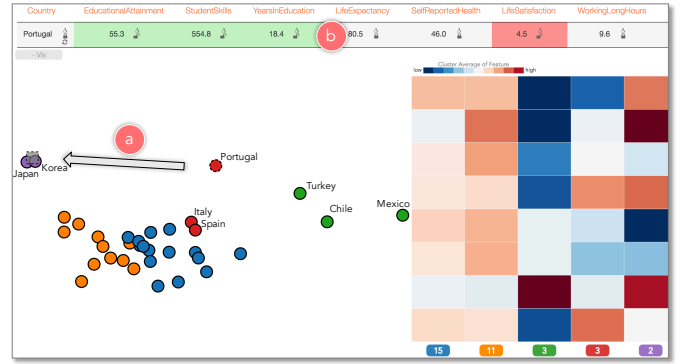 Country EducationalAttainment StudentSkills YearsInEducation LifeExpectancy SelfReportedHealth LifeSatisfaction WorkingLongHours
Portugal 55.3 554.8 18.4 80.5 46.0 4.5 9.6
b
- Vis
Cluster Average of Feature
low high
a
Portugal
Korea
Japan
Turkey
Mexico
Chile
Italy
Spain
15 11 3 3 2